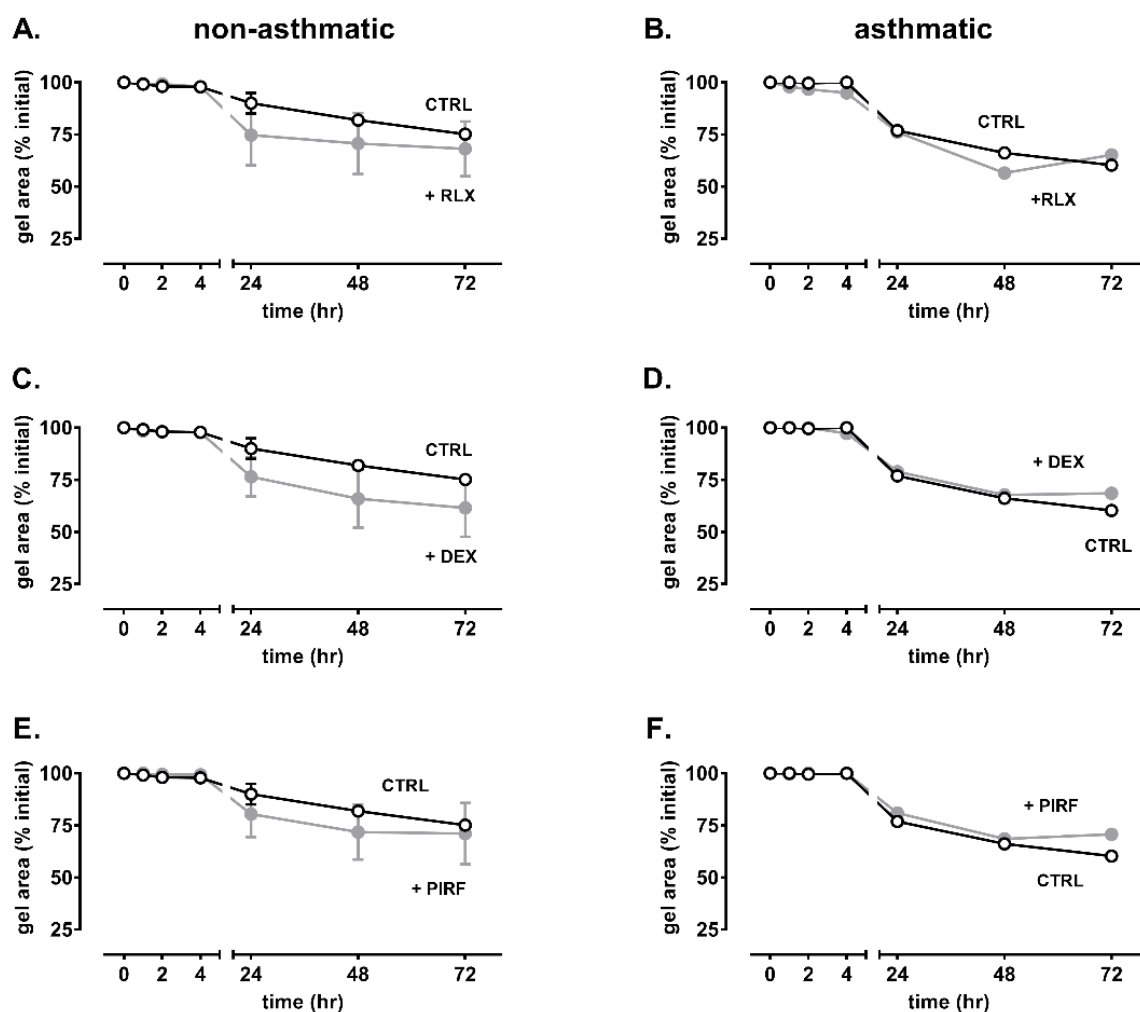 A. non-asthmatic
gel area (% initial)
100
75
50
25
CTRL
+ RLX
0 2 4 24 48 72
time (hr)
B. asthmatic
gel area (% initial)
100
75
50
25
CTRL
+RLX
0 2 4 24 48 72
time (hr)
C.
gel area (% initial)
100
75
50
25
CTRL
+ DEX
0 2 4 24 48 72
time (hr)
D.
gel area (% initial)
100
75
50
25
+ DEX
CTRL
0 2 4 24 48 72
time (hr)
E.
gel area (% initial)
100
75
50
25
CTRL
+ PIRF
0 2 4 24 48 72
time (hr)
F.
gel area (% initial)
100
75
50
25
+ PIRF
CTRL
0 2 4 24 48 72
time (hr)